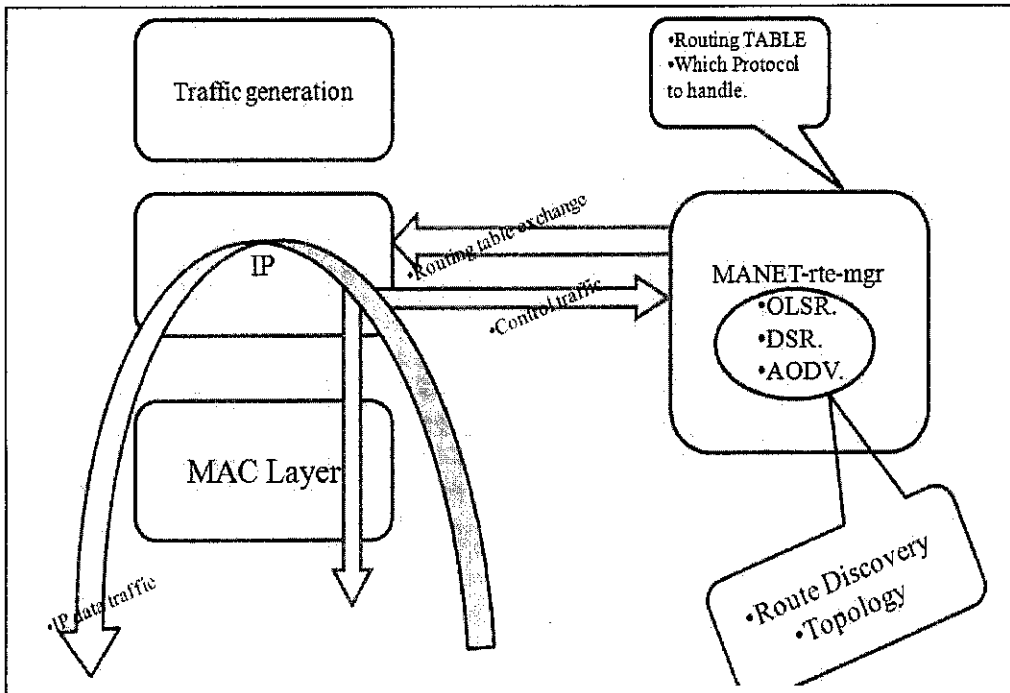 Traffic generation
•Routing TABLE
•Which Protocol
to handle.
•Routing table exchange
IP
•Control traffic
MANET-rte-mgr
•OLSR.
•DSR.
•AODV.
MAC Layer
•IP data traffic
•Route Discovery
•Topology